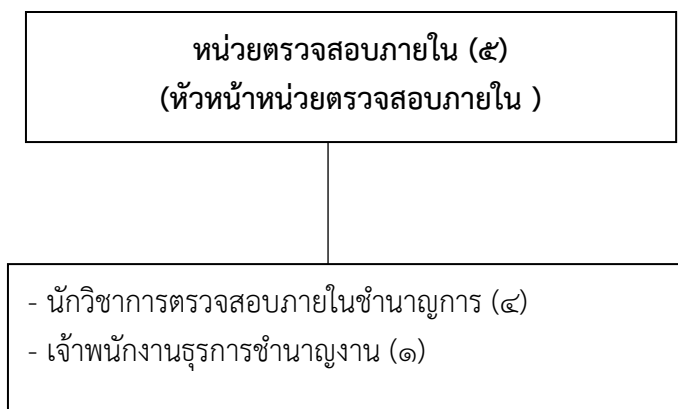 หน่วยตรวจสอบภายใน (๕)
(หัวหน้าหน่วยตรวจสอบภายใน )
- นักวิชาการตรวจสอบภายในชำนาญการ (๔)
- เจ้าพนักงานธุรการชำนาญงาน (๑)